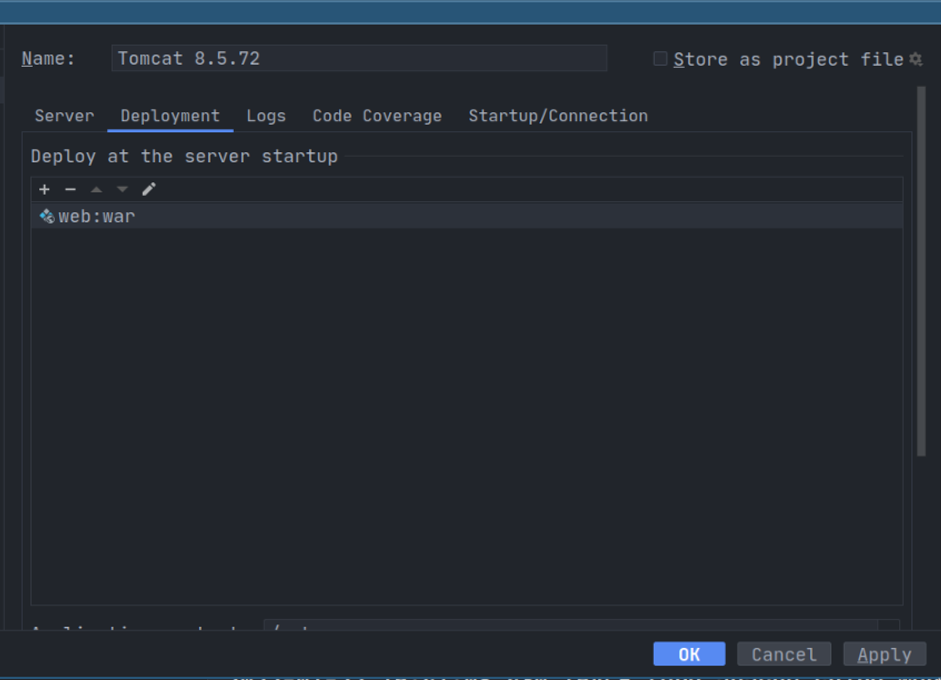 Name: Tomcat 8.5.72 Store as project file
Server Deployment Logs Code Coverage Startup/Connection
Deploy at the server startup
web:war
OK Cancel Apply